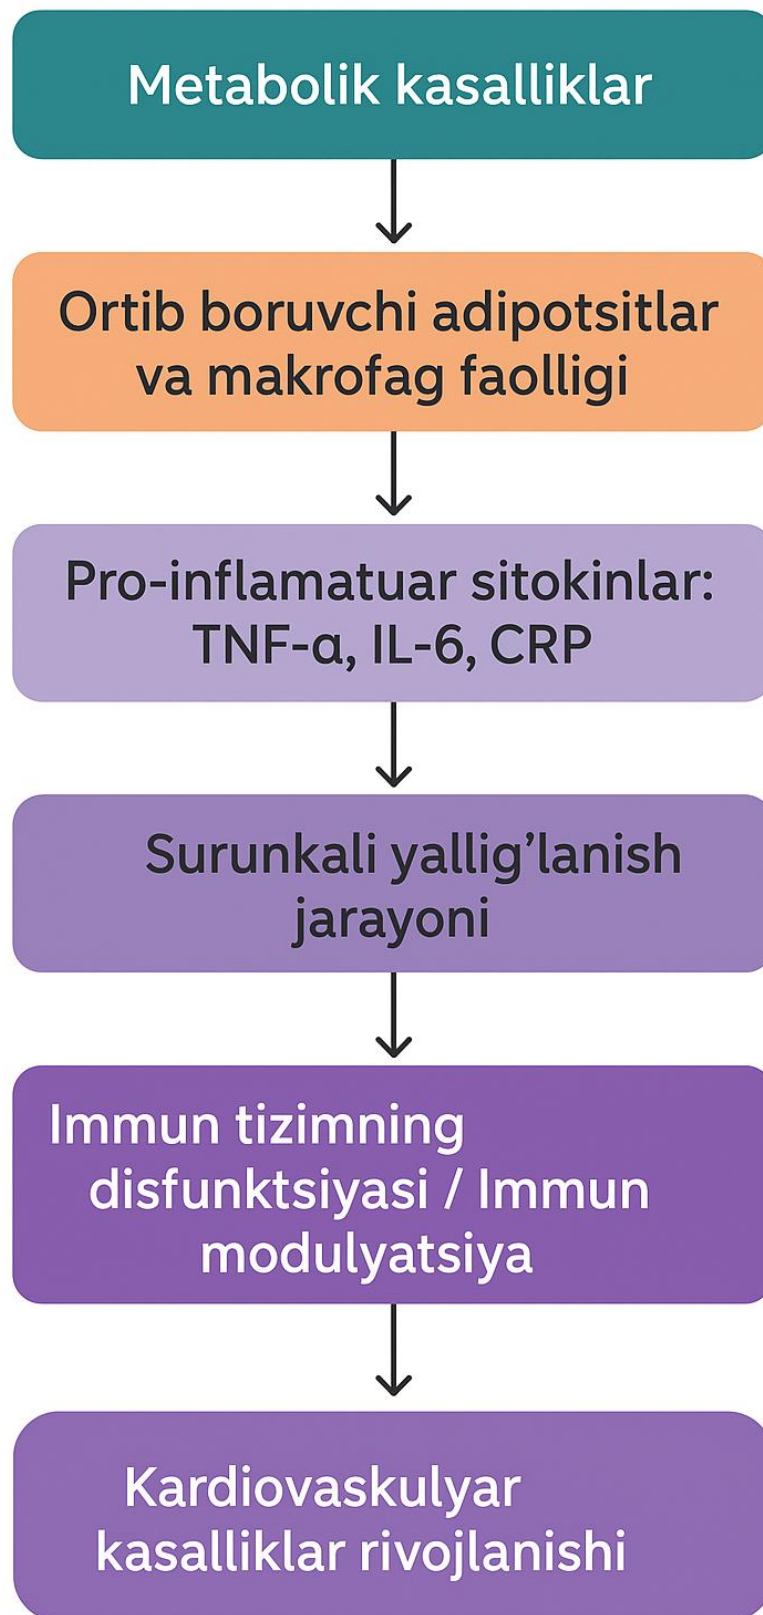 Metabolik kasalliklar
Ortib boruvchi adipotsitlar
va makrofag faolligi
Pro-inflamatuar sitokinlar:
TNF-α, IL-6, CRP
Surunkali yallig’lanish
jarayoni
Immun tizimning
disfunktsiyasi / Immun
modulyatsiya
Kardiovaskulyar
kasalliklar rivojlanishi